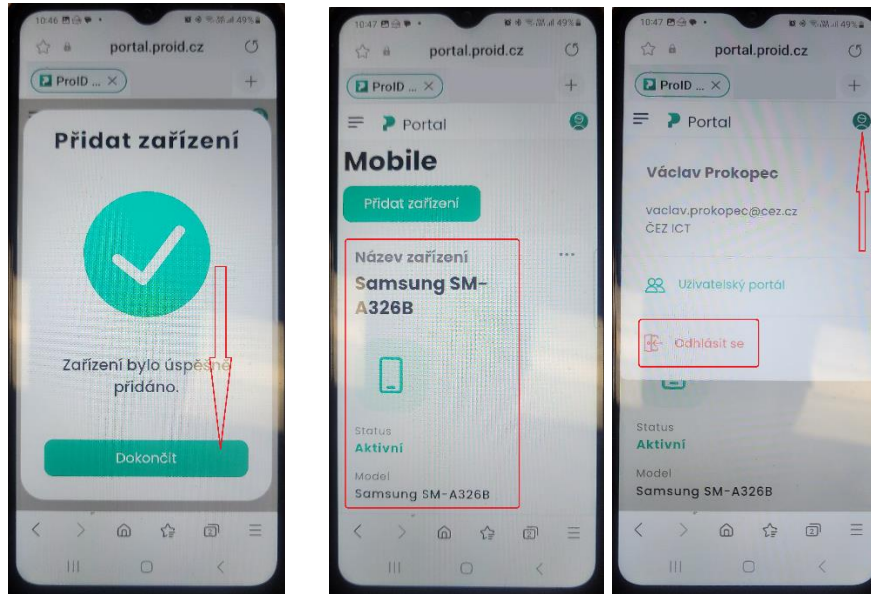 10:46
49%
portal.proid.cz
ProID ...
Přidat zařízení
Zařízení bylo úspěšně
přidáno.
Dokončit
10:47
49%
portal.proid.cz
ProID ...
Portal
Mobile
Přidat zařízení
Název zařízení
Samsung SM-
A326B
Status
Aktivní
Model
Samsung SM-A326B
10:47
49%
portal.proid.cz
ProID ...
Portal
Václav Prokopec
vaclav.prokopec@cez.cz
ČEZ ICT
Uživatelský portál
Odhlásit se
Status
Aktivní
Model
Samsung SM-A326B